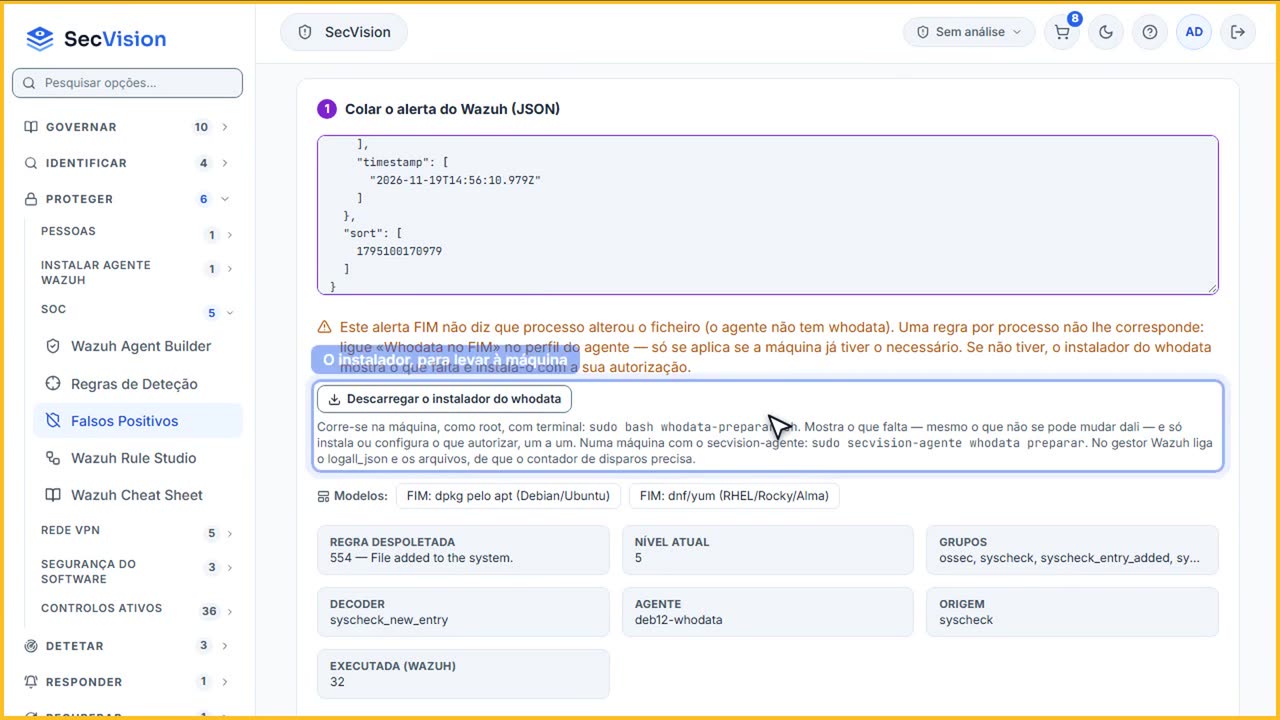 SecVision
SecVision
Sem análise
8
AD
Pesquisar opções...
GOVERNAR 10
IDENTIFICAR 4
PROTEGER 6
PESSOAS 1
INSTALAR AGENTE
WAZUH 1
SOC 5
Wazuh Agent Builder
Regras de Deteção
Falsos Positivos
Wazuh Rule Studio
Wazuh Cheat Sheet
REDE VPN 5
SEGURANÇA DO
SOFTWARE 3
CONTROLOS ATIVOS 36
DETETAR 3
RESPONDER 1
RECUPERAR 1
1 Colar o alerta do Wazuh (JSON)
],
"timestamp": [
"2026-11-19T14:56:10.979Z"
]
},
"sort": [
1795100170979
]
}
Este alerta FIM não diz que processo alterou o ficheiro (o agente não tem whodata). Uma regra por processo não lhe corresponde:
ligue «Whodata no FIM» no perfil do agente — só se aplica se a máquina já tiver o necessário. Se não tiver, o instalador do whodata
mostra o que falta e instala-o com a sua autorização.
O instalador, para levar à máquina
Descarregar o instalador do whodata
Corre-se na máquina, como root, com terminal: sudo bash whodata-preparar.sh. Mostra o que falta — mesmo o que não se pode mudar dali — e só
instala ou configura o que autorizar, um a um. Numa máquina com o secvision-agente: sudo secvision-agente whodata preparar. No gestor Wazuh liga
o logall_json e os arquivos, de que o contador de disparos precisa.
Modelos: FIM: dpkg pelo apt (Debian/Ubuntu) FIM: dnf/yum (RHEL/Rocky/Alma)
REGRA DESPOLETADA
554 — File added to the system.
NÍVEL ATUAL
5
GRUPOS
ossec, syscheck, syscheck_entry_added, sy...
DECODER
syscheck_new_entry
AGENTE
deb12-whodata
ORIGEM
syscheck
EXECUTADA (WAZUH)
32